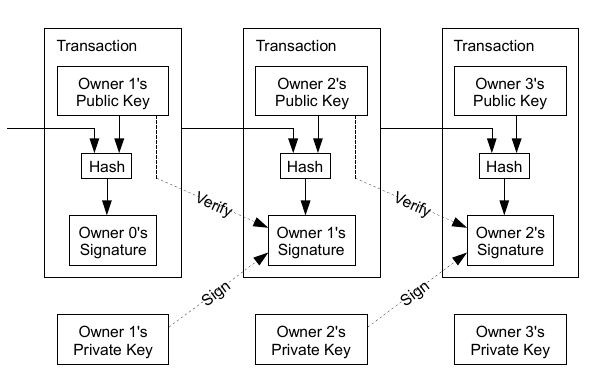 Transaction
Transaction
Transaction
Owner 1's
Public Key
Owner 2's
Public Key
Owner 3's
Public Key
Hash
Hash
Hash
Verify
Verify
Owner 0's
Signature
Owner 1's
Signature
Owner 2's
Signature
Sign
Sign
Owner 1's
Private Key
Owner 2's
Private Key
Owner 3's
Private Key